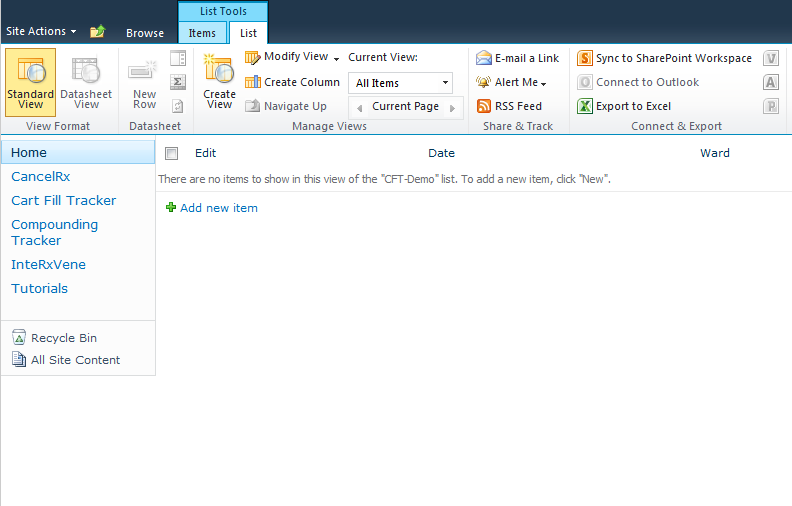 List Tools
Site Actions Browse Items List
Standard View
Datasheet View
View Format
New Row
Datasheet
Create View
Modify View
Create Column
Navigate Up
Current View:
All Items
Current Page
Manage Views
E-mail a Link
Alert Me
RSS Feed
Share & Track
Sync to SharePoint Workspace
Connect to Outlook
Export to Excel
Connect & Export
Home
CancelRx
Cart Fill Tracker
Compounding
Tracker
InteRxVene
Tutorials
Recycle Bin
All Site Content
Edit Date Ward
There are no items to show in this view of the "CFT-Demo" list. To add a new item, click "New".
Add new item